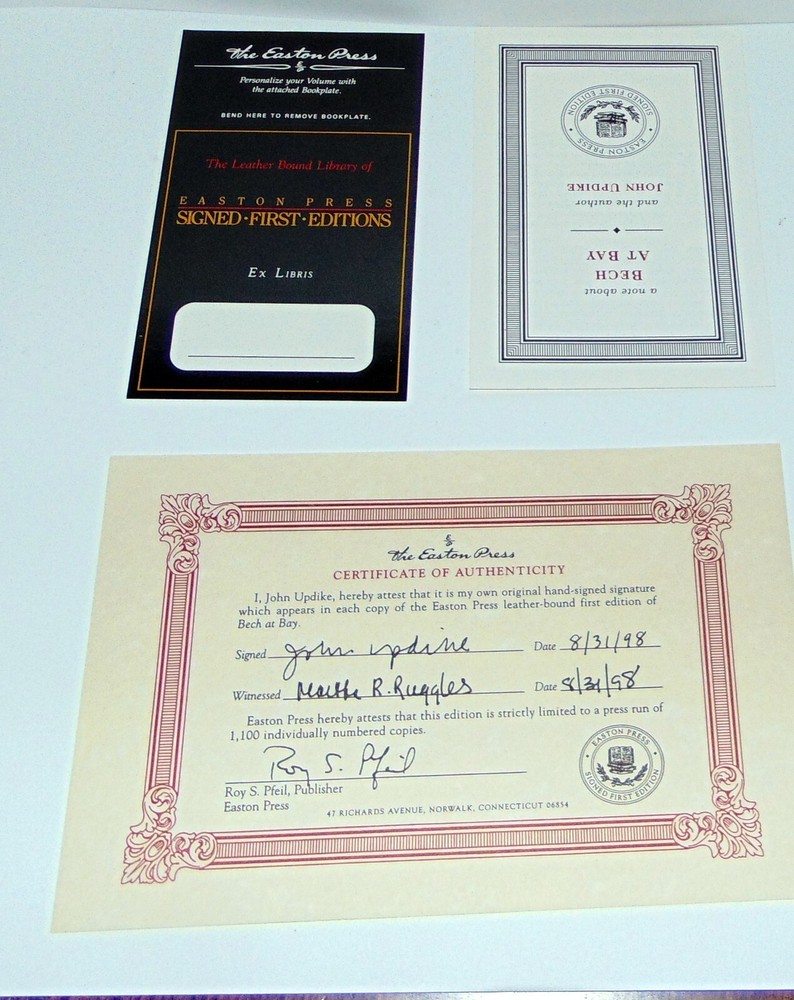 The Easton Press
Personalize your Volume with
the attached Bookplate.
BEND HERE TO REMOVE BOOKPLATE.
The Leather Bound Library of
EASTON PRESS
SIGNED·FIRST·EDITIONS
Ex Libris
a note about
BECH
AT BAY
and the author
JOHN UPDIKE
EASTON PRESS
SIGNED FIRST EDITION
The Easton Press
CERTIFICATE OF AUTHENTICITY
I, John Updike, hereby attest that it is my own original hand-signed signature
which appears in each copy of the Easton Press leather-bound first edition of
Bech at Bay.
Signed John Updike Date 8/31/98
Witnessed Martha R. Ruggles Date 8/31/98
Easton Press hereby attests that this edition is strictly limited to a press run of
1,100 individually numbered copies.
Roy S. Pfeil
Roy S. Pfeil, Publisher
Easton Press
47 RICHARDS AVENUE, NORWALK, CONNECTICUT 06854
EASTON PRESS
SIGNED FIRST EDITION